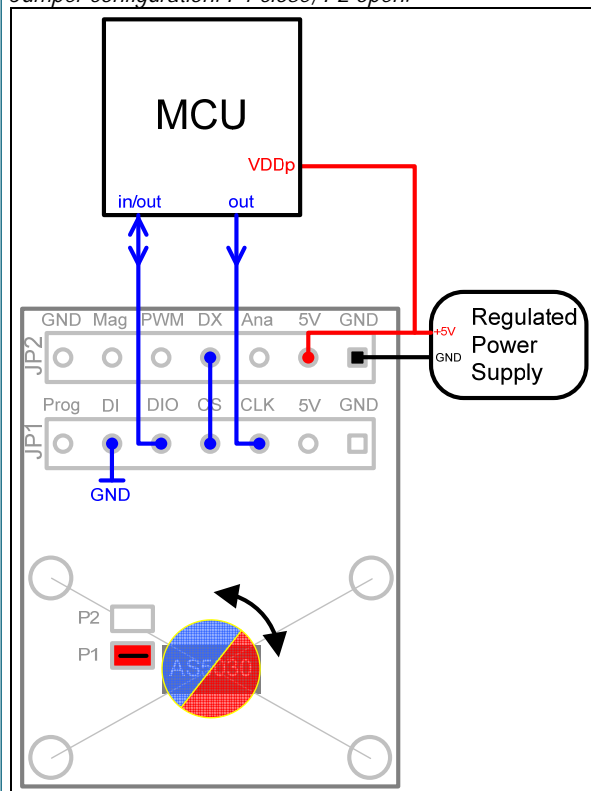 Jumper configuration: P1 close, P2 open.
MCU
VDDp
in/out out
GND Mag PWM DX Ana 5V GND
JP2
+5V
GND
Regulated
Power
Supply
Prog DI DIO CS CLK 5V GND
JP1
GND
P2
P1
AS5030